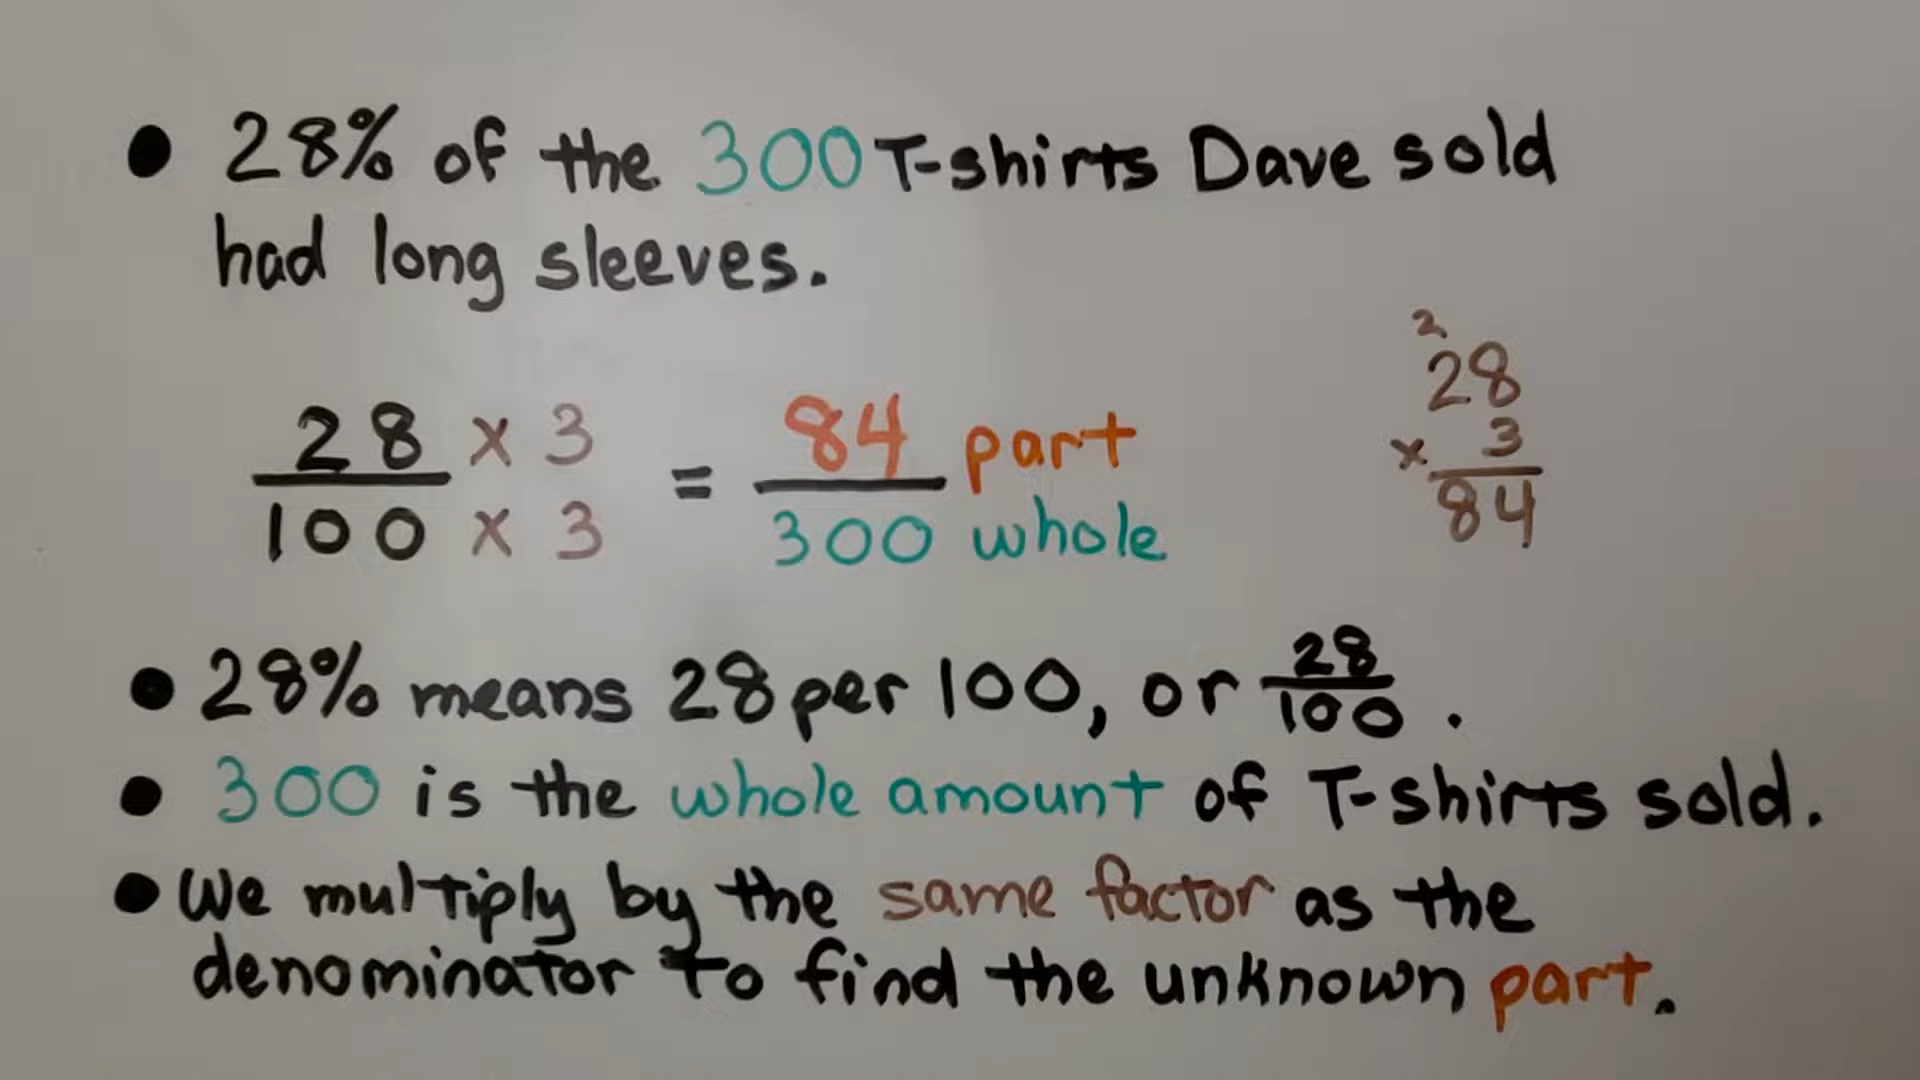 • 28% of the 300 T-shirts Dave sold
had long sleeves.
28 x 3
100 x 3
=
84 part
300 whole
2
28
x 3
84
• 28% means 28 per 100, or 28/100.
• 300 is the whole amount of T-shirts sold.
• We multiply by the same factor as the
denominator to find the unknown part.